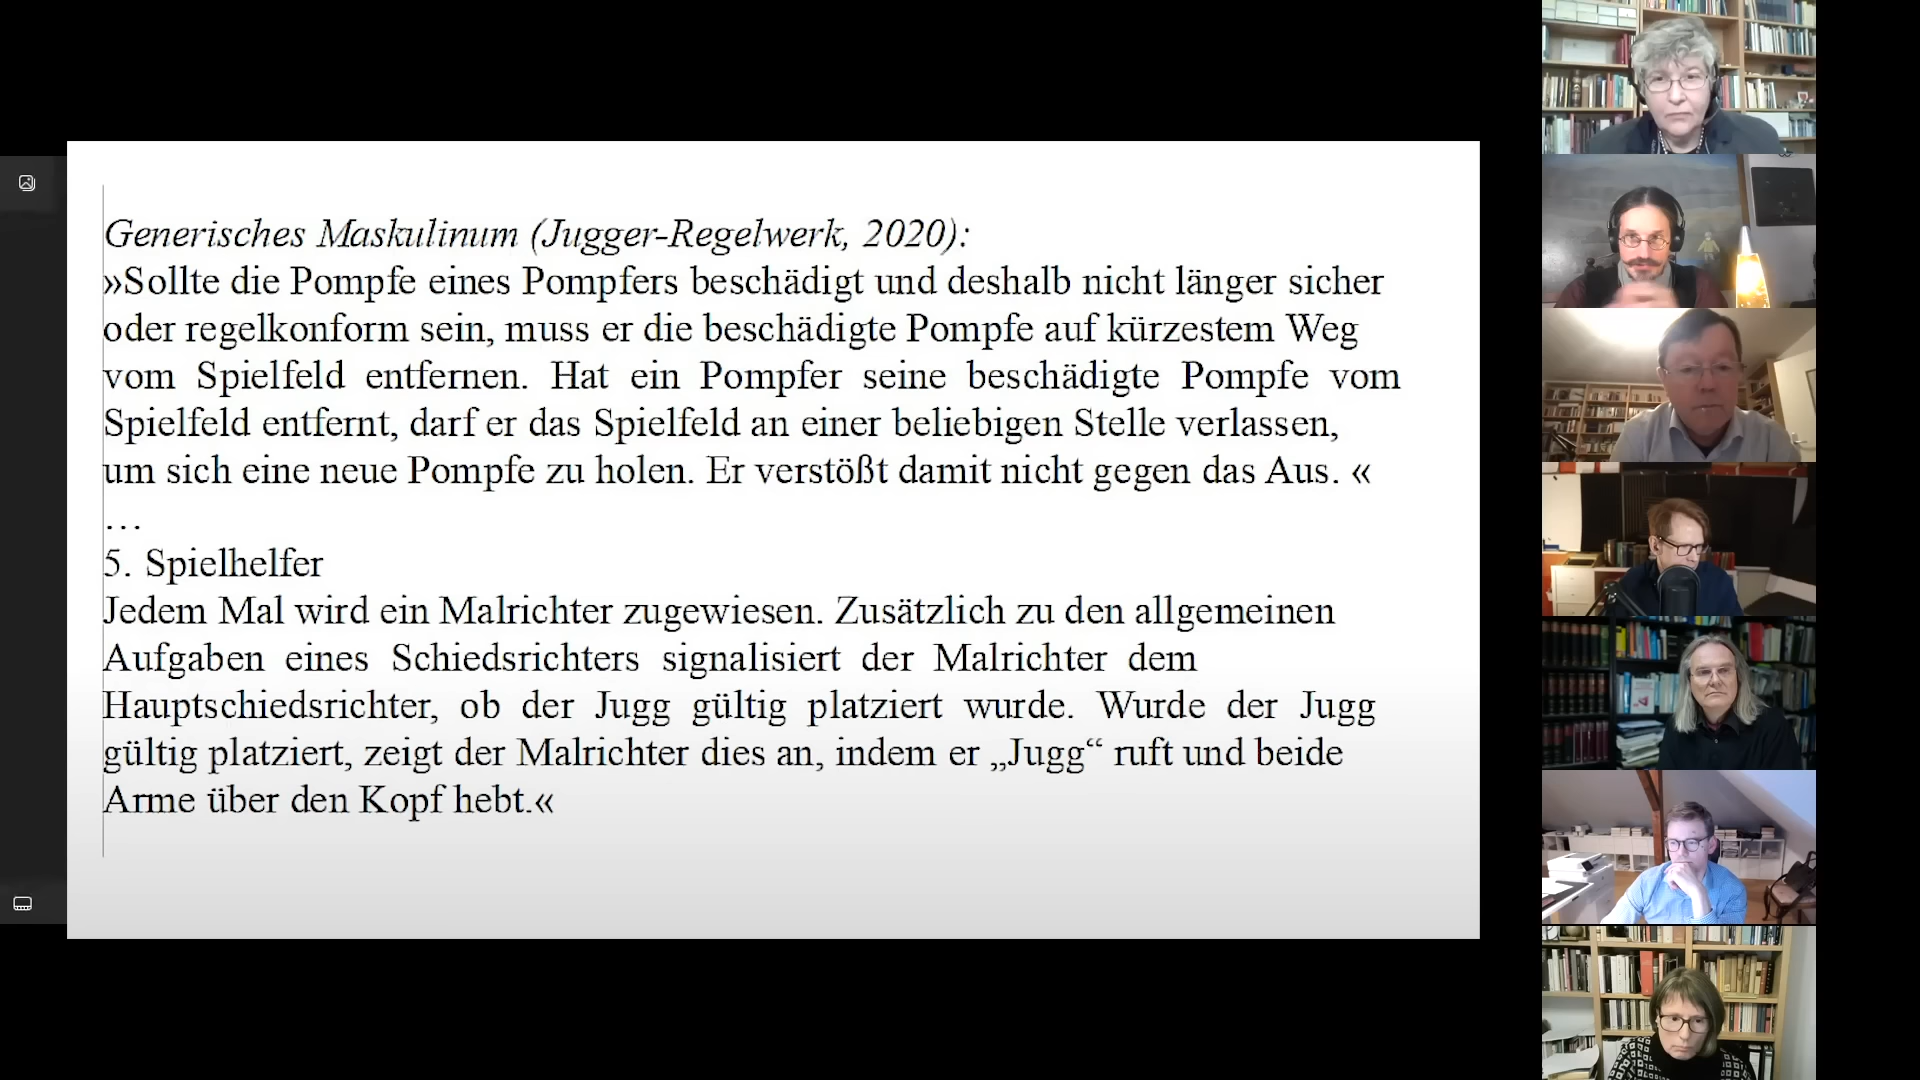 Generisches Maskulinum (Jugger-Regelwerk, 2020):
»Sollte die Pompfe eines Pompfers beschädigt und deshalb nicht länger sicher
oder regelkonform sein, muss er die beschädigte Pompfe auf kürzestem Weg
vom Spielfeld entfernen. Hat ein Pompfer seine beschädigte Pompfe vom
Spielfeld entfernt, darf er das Spielfeld an einer beliebigen Stelle verlassen,
um sich eine neue Pompfe zu holen. Er verstößt damit nicht gegen das Aus. «
…
5. Spielhelfer
Jedem Mal wird ein Malrichter zugewiesen. Zusätzlich zu den allgemeinen
Aufgaben eines Schiedsrichters signalisiert der Malrichter dem
Hauptschiedsrichter, ob der Jugg gültig platziert wurde. Wurde der Jugg
gültig platziert, zeigt der Malrichter dies an, indem er „Jugg“ ruft und beide
Arme über den Kopf hebt.«